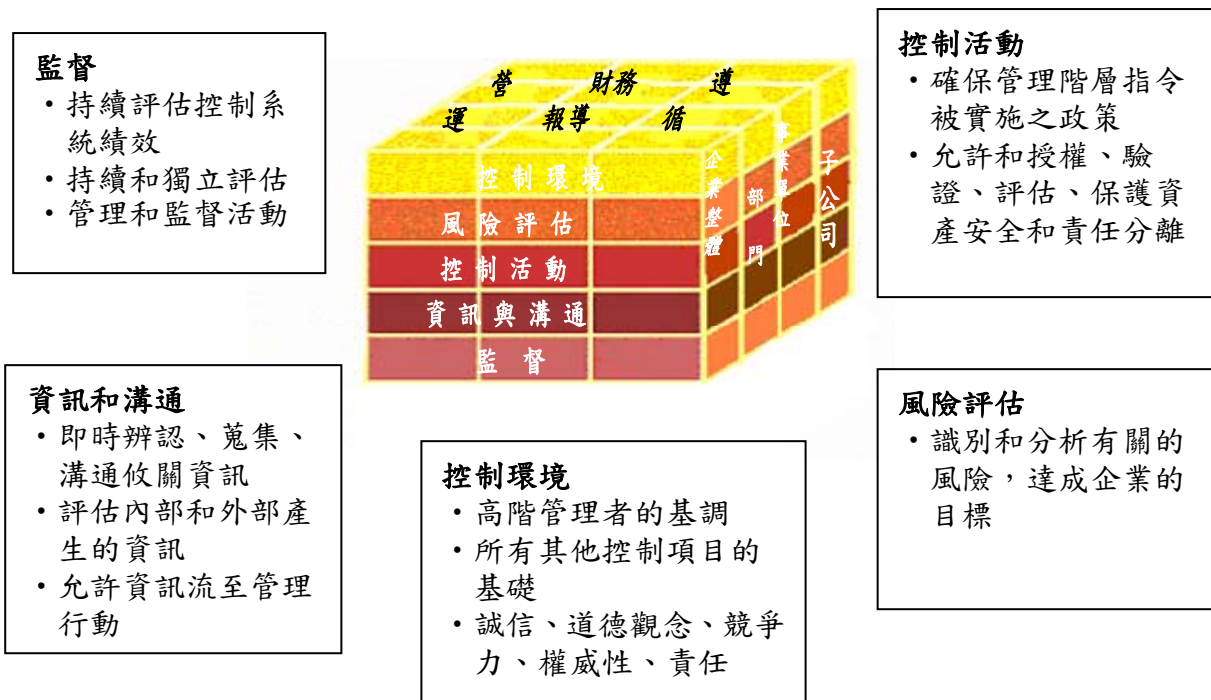 監督
・持續評估控制系
統績效
・持續和獨立評估
・管理和監督活動
營 財務 遵
運 報導 循
控制環境
風險評估
控制活動
資訊與溝通
監 督
企業整體
部門
事業單位
子公司
控制活動
・確保管理階層指令
被實施之政策
・允許和授權、驗
證、評估、保護資
產安全和責任分離
資訊和溝通
・即時辨認、蒐集、
溝通攸關資訊
・評估內部和外部產
生的資訊
・允許資訊流至管理
行動
控制環境
・高階管理者的基調
・所有其他控制項目的
基礎
・誠信、道德觀念、競爭
力、權威性、責任
風險評估
・識別和分析有關的
風險，達成企業的
目標